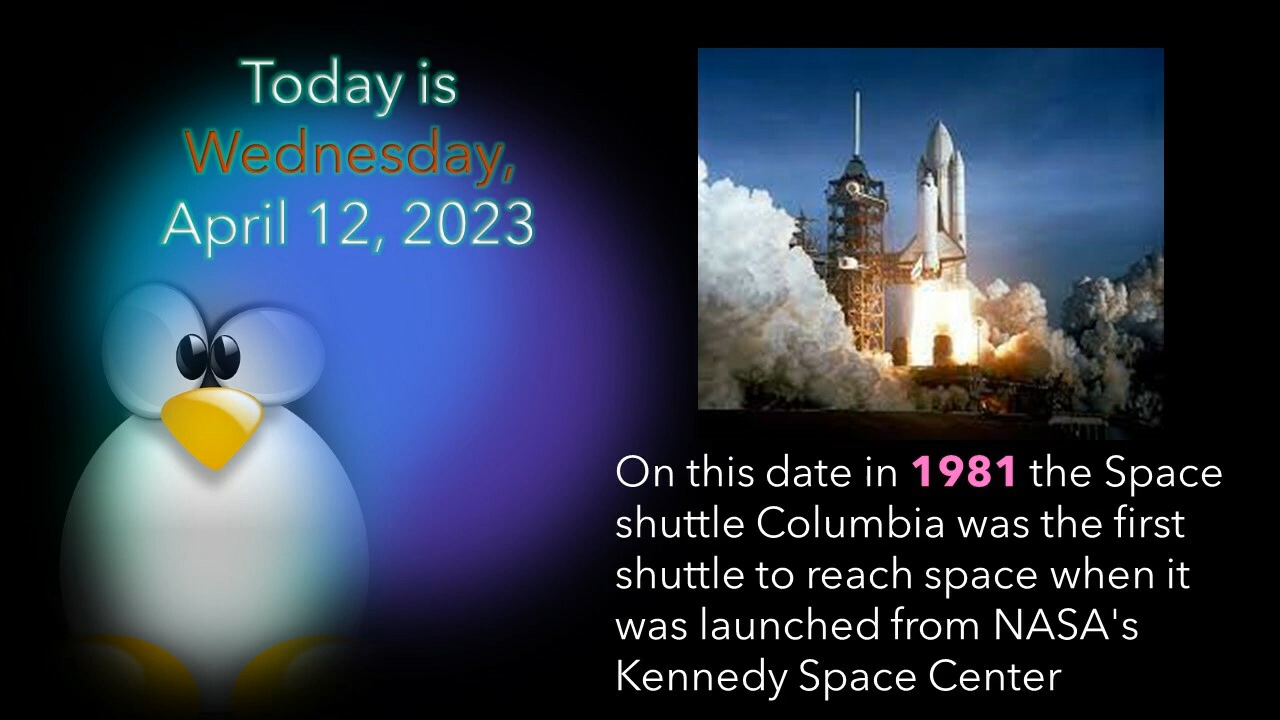 Today is
Wednesday,
April 12, 2023
On this date in 1981 the Space
shuttle Columbia was the first
shuttle to reach space when it
was launched from NASA's
Kennedy Space Center